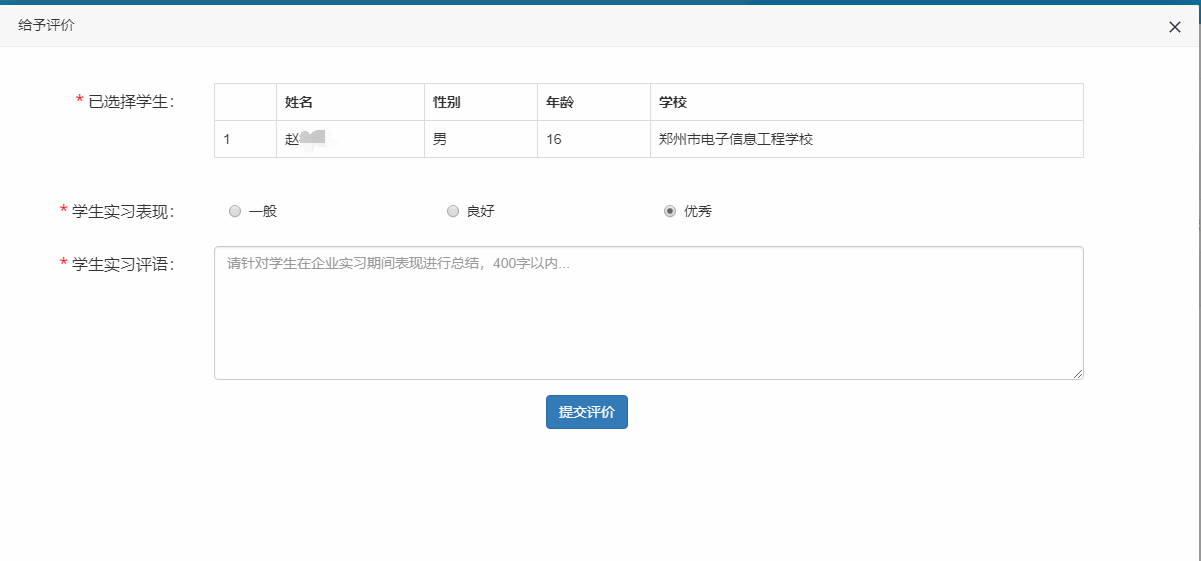 给予评价
* 已选择学生：
姓名 性别 年龄 学校
1 赵 男 16 郑州市电子信息工程学校
* 学生实习表现： 一般 良好 优秀
* 学生实习评语： 请针对学生在企业实习期间表现进行总结，400字以内...
提交评价